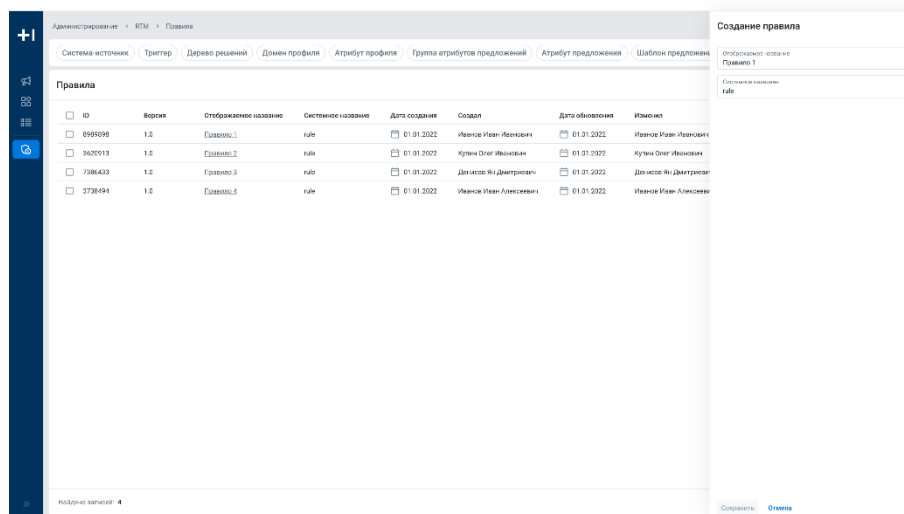 Администрирование > RTM > Правила
Система-источник Триггер Дерево решений Домен профиля Атрибут профиля Группа атрибутов предложений Атрибут предложения Шаблон предложен
Правила
ID Версия Отображаемое название Системное название Дата создания Создал Дата обновления Изменил
8989898 1.0 Правило 1 rule 01.01.2022 Иванов Иван Иванович 01.01.2022 Иванов Иван Иванович
3620913 1.0 Правило 2 rule 01.01.2022 Кулик Олег Иванович 01.01.2022 Кулик Олег Иванович
7386433 1.0 Правило 3 rule 01.01.2022 Денисов Ян Дмитриевич 01.01.2022 Денисов Ян Дмитриевич
3738494 1.0 Правило 4 rule 01.01.2022 Иванов Иван Алексеевич 01.01.2022 Иванов Иван Алексееви
Найдено записей: 4
Создание правила
Отображаемое название
Правило 1
Системное название
rule
Сохранить Отмена